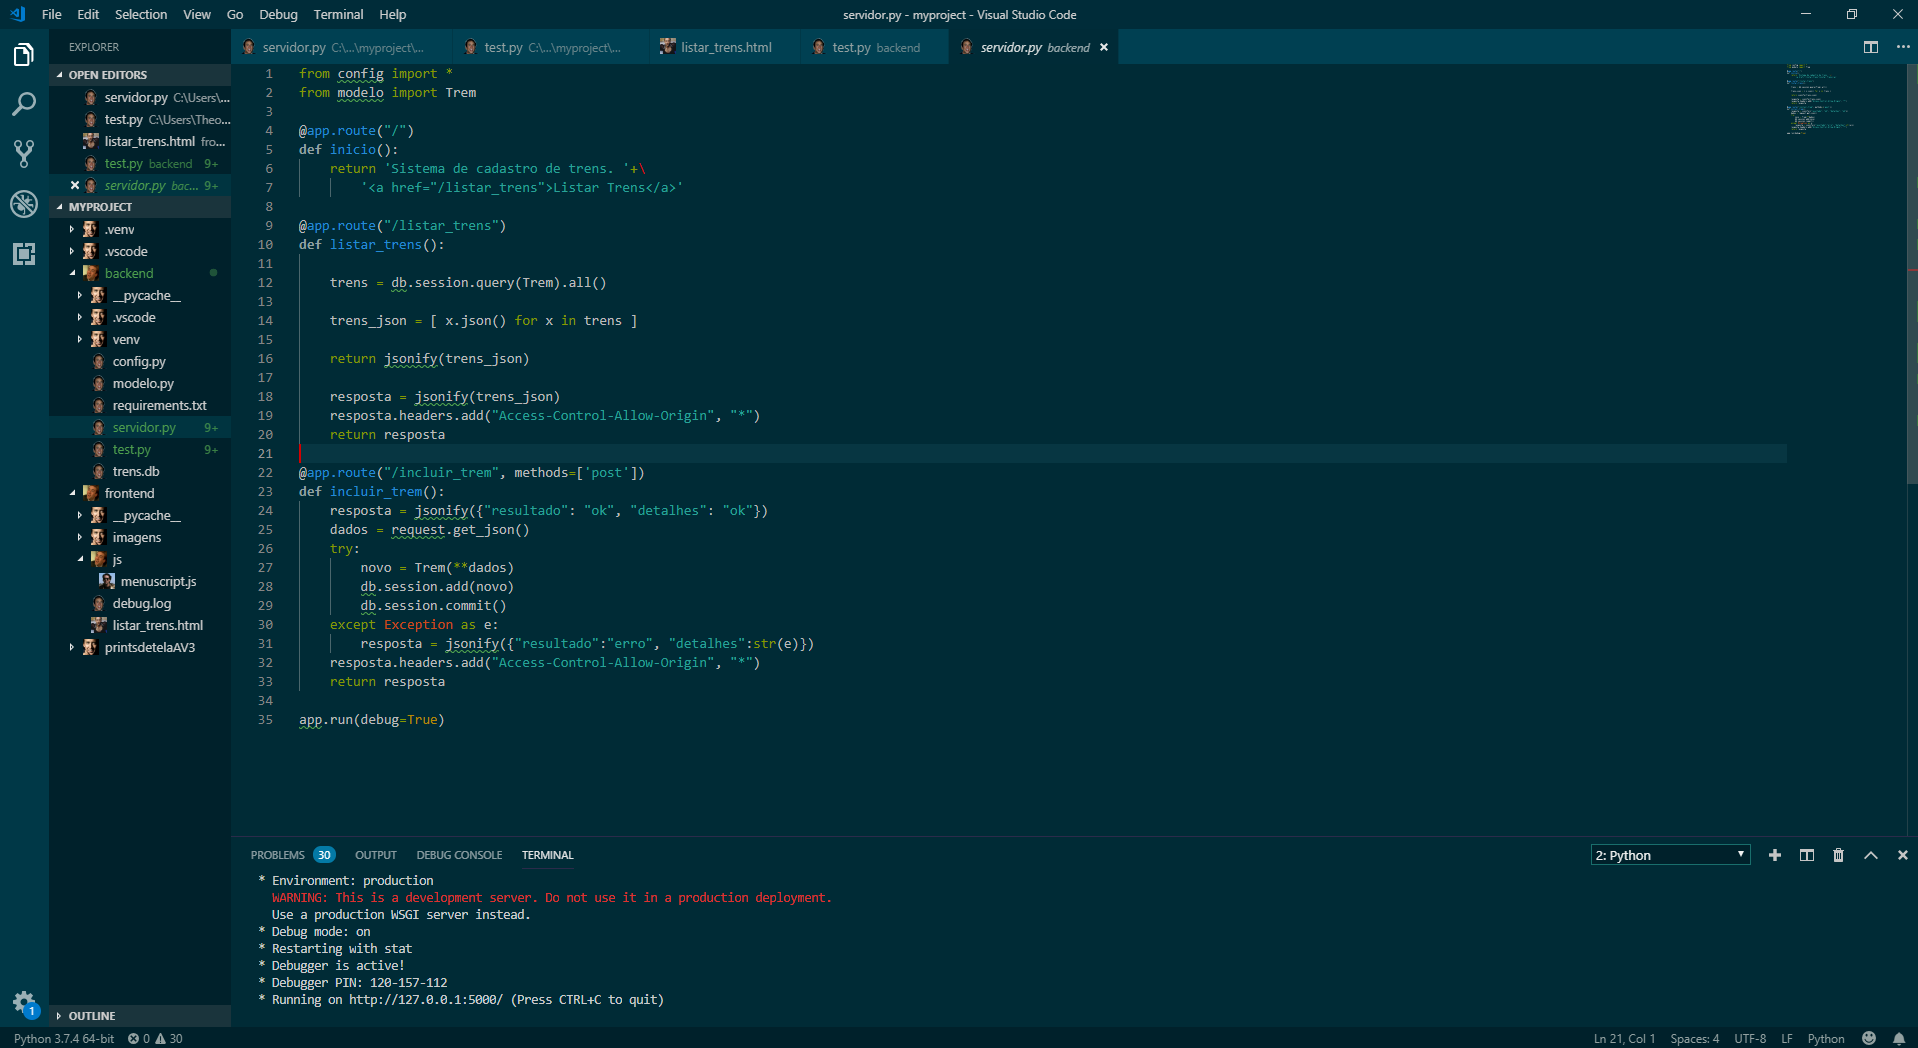 File Edit Selection View Go Debug Terminal Help
servidor.py - myproject - Visual Studio Code
EXPLORER
OPEN EDITORS
servidor.py C:\Users\...
test.py C:\Users\Theo...
listar_trens.html fro...
test.py backend 9+
servidor.py bac... 9+
MYPROJECT
.venv
.vscode
backend
__pycache__
.vscode
venv
config.py
modelo.py
requirements.txt
servidor.py 9+
test.py 9+
trens.db
frontend
__pycache__
imagens
js
menuscript.js
debug.log
listar_trens.html
printsdetelaAV3
OUTLINE
servidor.py C:\...\myproject\... test.py C:\...\myproject\... listar_trens.html test.py backend servidor.py backend
1 from config import *
2 from modelo import Trem
3
4 @app.route("/")
5 def inicio():
6     return 'Sistema de cadastro de trens. '+\
7         '<a href="/listar_trens">Listar Trens</a>'
8
9 @app.route("/listar_trens")
10 def listar_trens():
11
12     trens = db.session.query(Trem).all()
13
14     trens_json = [ x.json() for x in trens ]
15
16     return jsonify(trens_json)
17
18     resposta = jsonify(trens_json)
19     resposta.headers.add("Access-Control-Allow-Origin", "*")
20     return resposta
21
22 @app.route("/incluir_trem", methods=['post'])
23 def incluir_trem():
24     resposta = jsonify({"resultado": "ok", "detalhes": "ok"})
25     dados = request.get_json()
26     try:
27         novo = Trem(**dados)
28         db.session.add(novo)
29         db.session.commit()
30     except Exception as e:
31         resposta = jsonify({"resultado":"erro", "detalhes":str(e)})
32     resposta.headers.add("Access-Control-Allow-Origin", "*")
33     return resposta
34
35 app.run(debug=True)
PROBLEMS 30 OUTPUT DEBUG CONSOLE TERMINAL
2: Python
* Environment: production
WARNING: This is a development server. Do not use it in a production deployment.
Use a production WSGI server instead.
* Debug mode: on
* Restarting with stat
* Debugger is active!
* Debugger PIN: 120-157-112
* Running on http://127.0.0.1:5000/ (Press CTRL+C to quit)
1
Python 3.7.4 64-bit 0 30
Ln 21, Col 1 Spaces: 4 UTF-8 LF Python